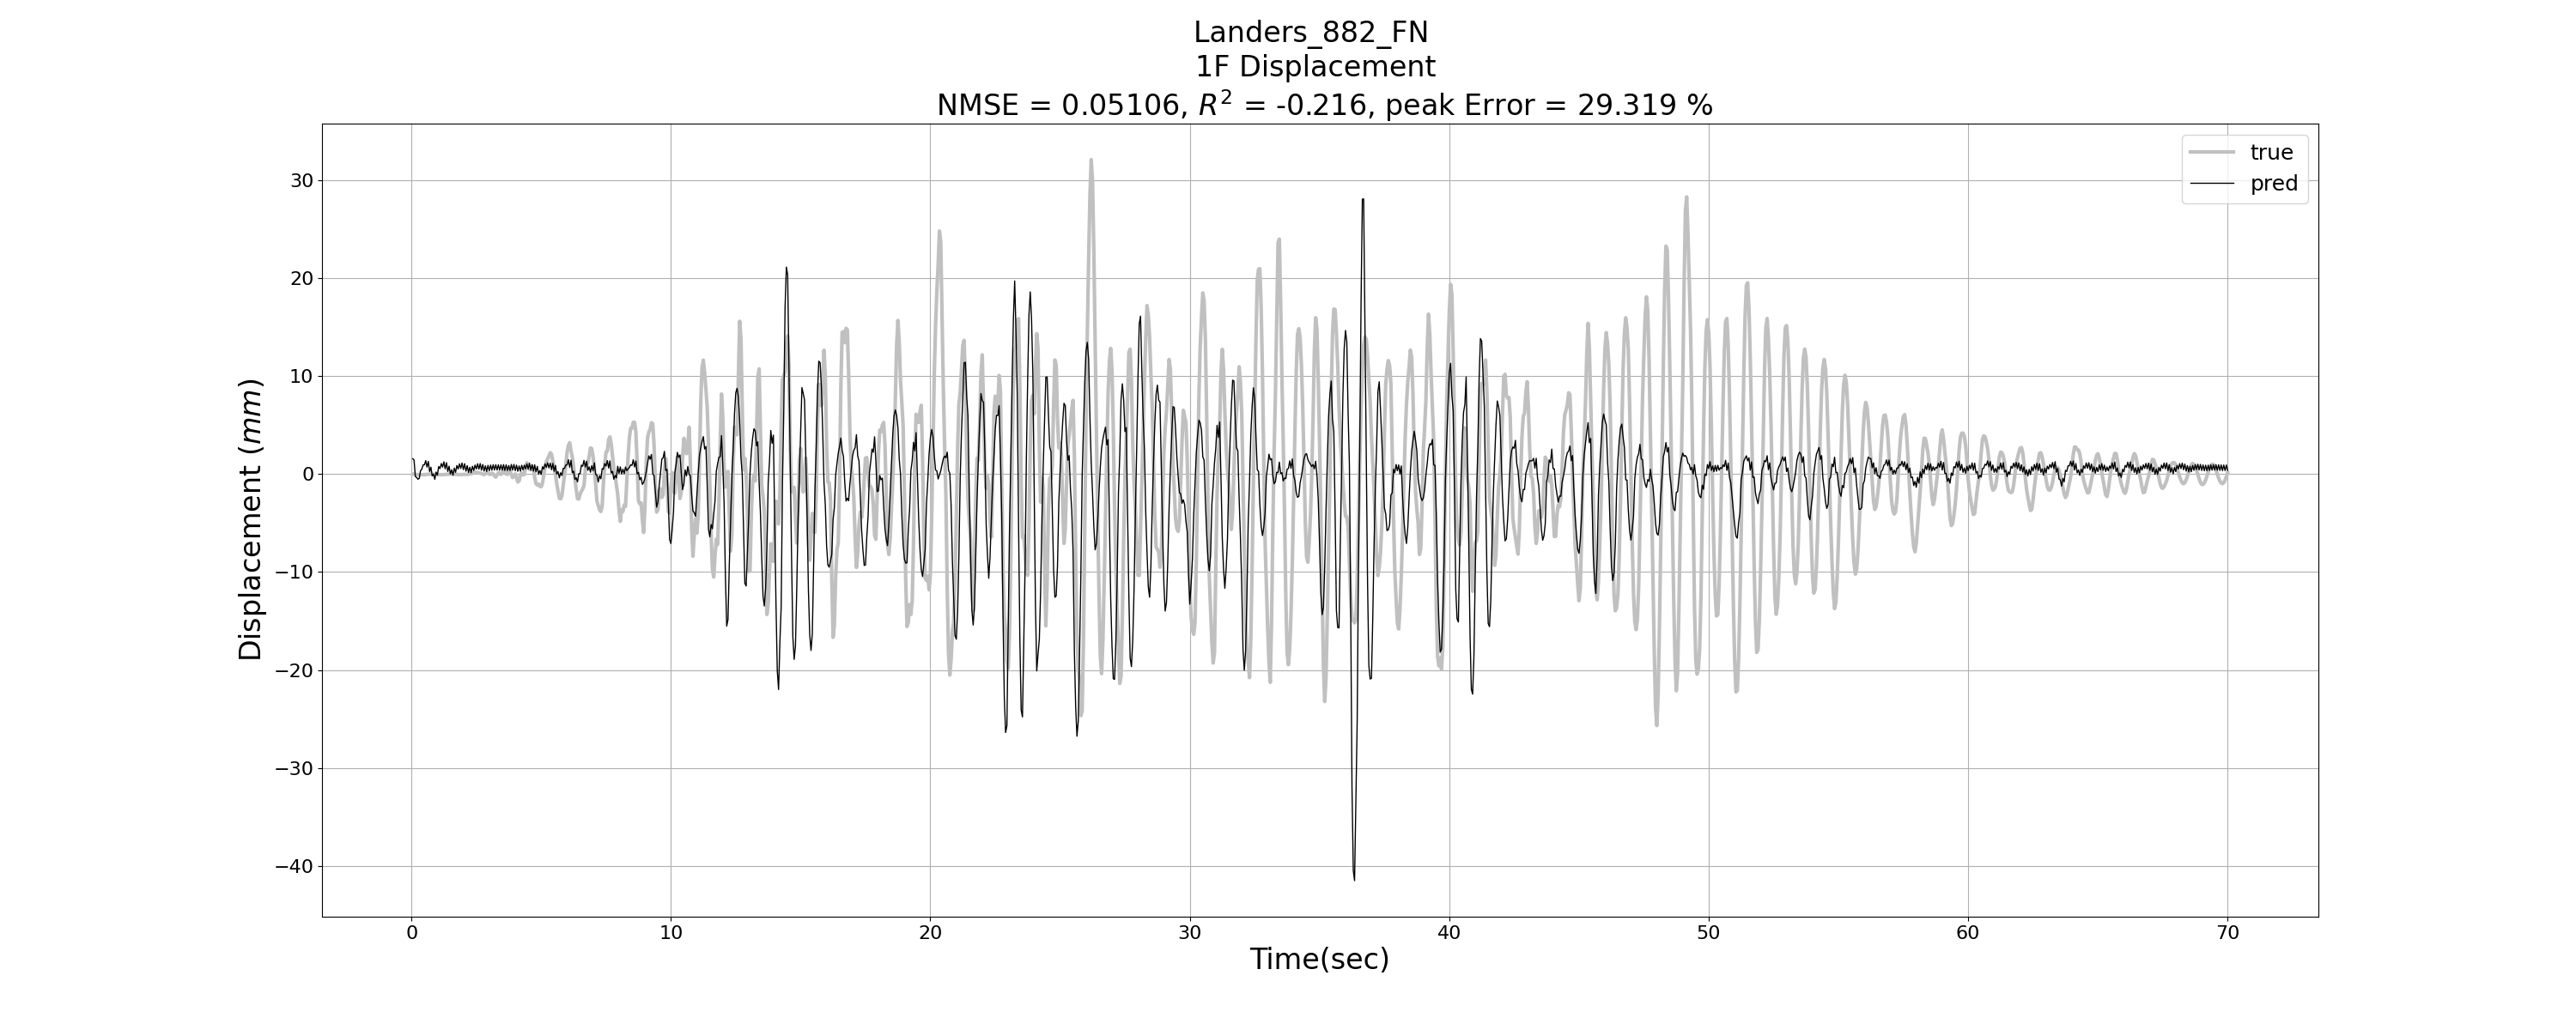 Landers_882_FN
1F Displacement
NMSE = 0.05106, R² = -0.216, peak Error = 29.319 %
true
pred
Displacement (mm)
30
20
10
0
−10
−20
−30
−40
0 10 20 30 40 50 60 70
Time(sec)